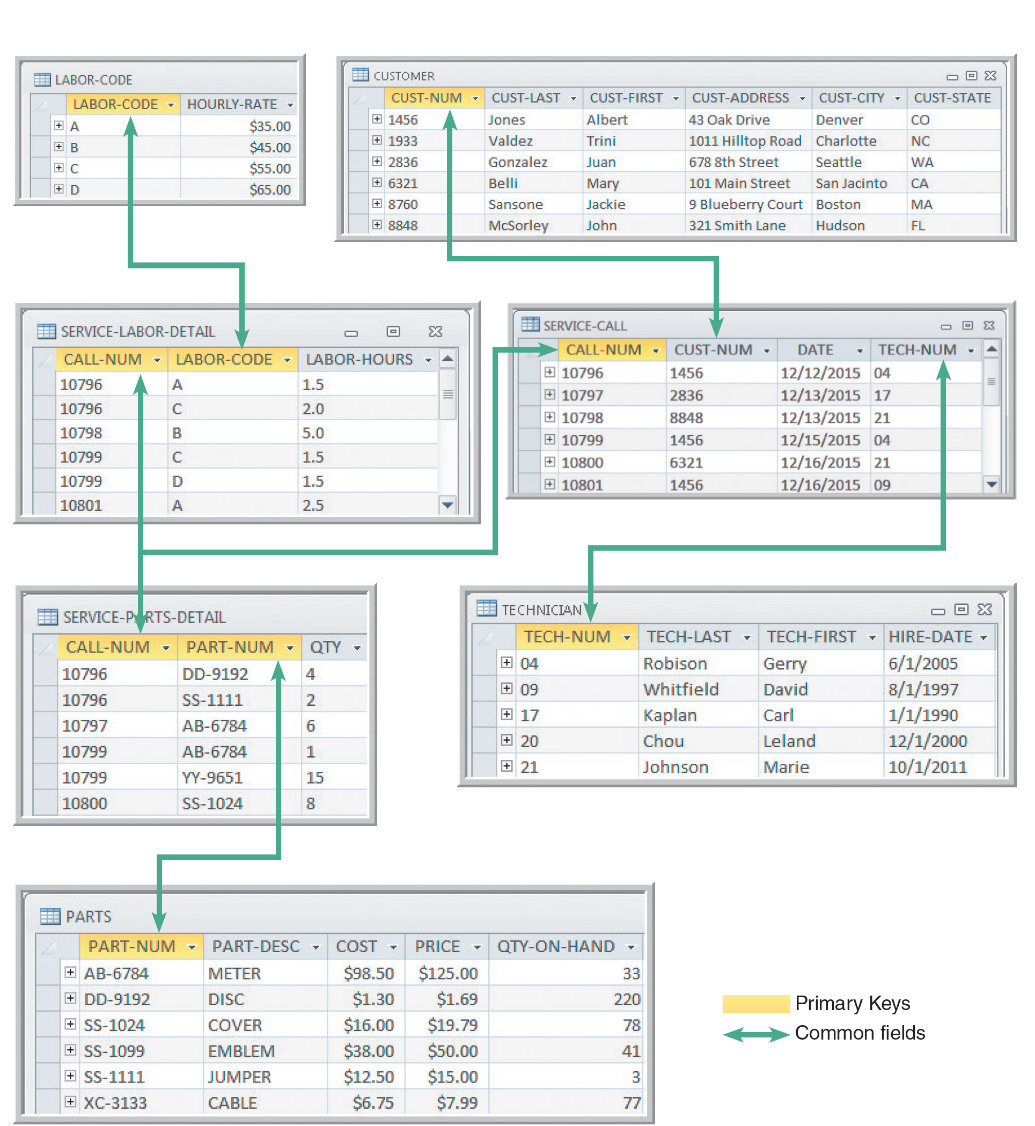 LABOR-CODE
LABOR-CODE HOURLY-RATE
A $35.00
B $45.00
C $55.00
D $65.00
CUSTOMER
CUST-NUM CUST-LAST CUST-FIRST CUST-ADDRESS CUST-CITY CUST-STATE
1456 Jones Albert 43 Oak Drive Denver CO
1933 Valdez Trini 1011 Hilltop Road Charlotte NC
2836 Gonzalez Juan 678 8th Street Seattle WA
6321 Belli Mary 101 Main Street San Jacinto CA
8760 Sansone Jackie 9 Blueberry Court Boston MA
8848 McSorley John 321 Smith Lane Hudson FL
SERVICE-LABOR-DETAIL
CALL-NUM LABOR-CODE LABOR-HOURS
10796 A 1.5
10796 C 2.0
10798 B 5.0
10799 C 1.5
10799 D 1.5
10801 A 2.5
SERVICE-CALL
CALL-NUM CUST-NUM DATE TECH-NUM
10796 1456 12/12/2015 04
10797 2836 12/13/2015 17
10798 8848 12/13/2015 21
10799 1456 12/15/2015 04
10800 6321 12/16/2015 21
10801 1456 12/16/2015 09
SERVICE-PARTS-DETAIL
CALL-NUM PART-NUM QTY
10796 DD-9192 4
10796 SS-1111 2
10797 AB-6784 6
10799 AB-6784 1
10799 YY-9651 15
10800 SS-1024 8
TECHNICIAN
TECH-NUM TECH-LAST TECH-FIRST HIRE-DATE
04 Robison Gerry 6/1/2005
09 Whitfield David 8/1/1997
17 Kaplan Carl 1/1/1990
20 Chou Leland 12/1/2000
21 Johnson Marie 10/1/2011
PARTS
PART-NUM PART-DESC COST PRICE QTY-ON-HAND
AB-6784 METER $98.50 $125.00 33
DD-9192 DISC $1.30 $1.69 220
SS-1024 COVER $16.00 $19.79 78
SS-1099 EMBLEM $38.00 $50.00 41
SS-1111 JUMPER $12.50 $15.00 3
XC-3133 CABLE $6.75 $7.99 77
Primary Keys
Common fields